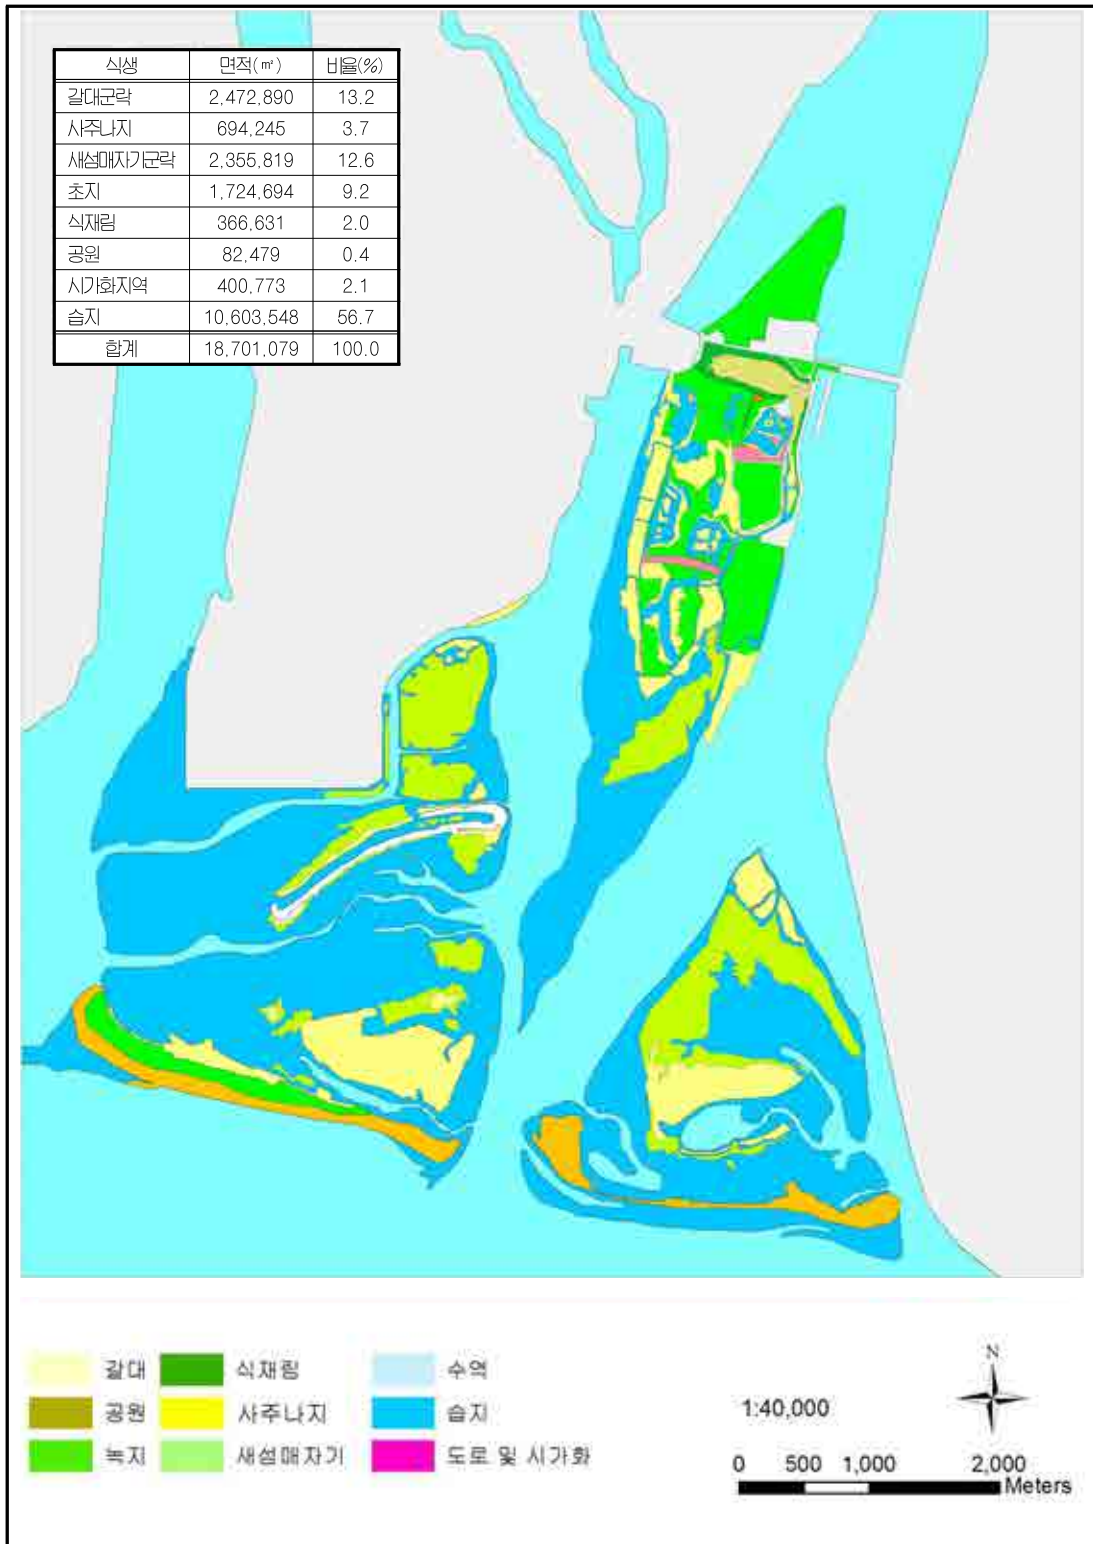 식생 면적(㎡) 비율(%)
갈대군락 2,472,890 13.2
사주나지 694,245 3.7
새섬매자기군락 2,355,819 12.6
초지 1,724,694 9.2
식재림 366,631 2.0
공원 82,479 0.4
시가화지역 400,773 2.1
습지 10,603,548 56.7
합계 18,701,079 100.0
갈대 식재림 수역
공원 사주나지 습지
녹지 새섬매자기 도로 및 시가화
N
1:40,000
0 500 1,000 2,000
Meters